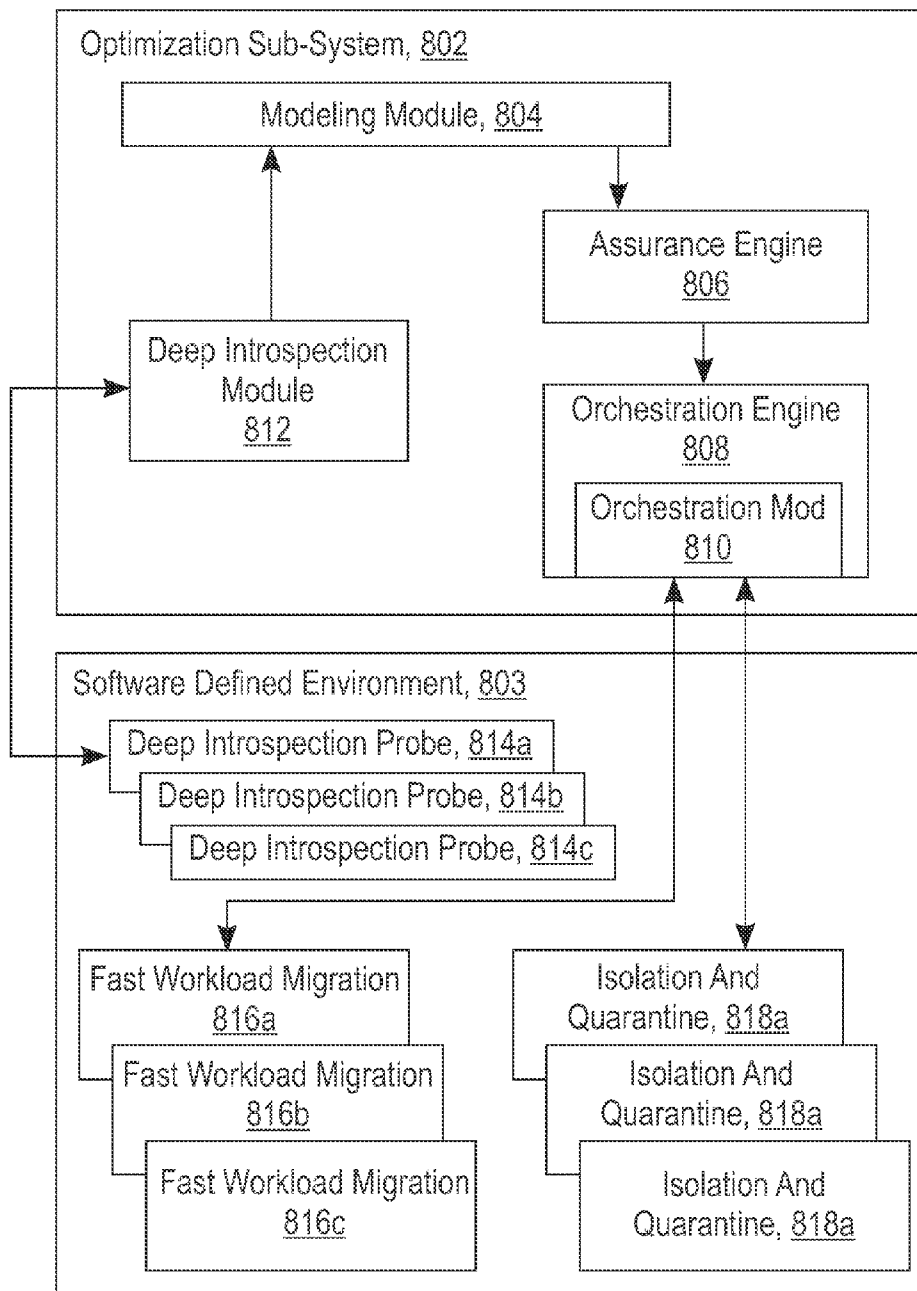 Optimization Sub-System, 802
Modeling Module, 804
Assurance Engine
806
Deep Introspection
Module
812
Orchestration Engine
808
Orchestration Mod
810
Software Defined Environment, 803
Deep Introspection Probe, 814a
Deep Introspection Probe, 814b
Deep Introspection Probe, 814c
Fast Workload Migration
816a
Fast Workload Migration
816b
Fast Workload Migration
816c
Isolation And
Quarantine, 818a
Isolation And
Quarantine, 818a
Isolation And
Quarantine, 818a